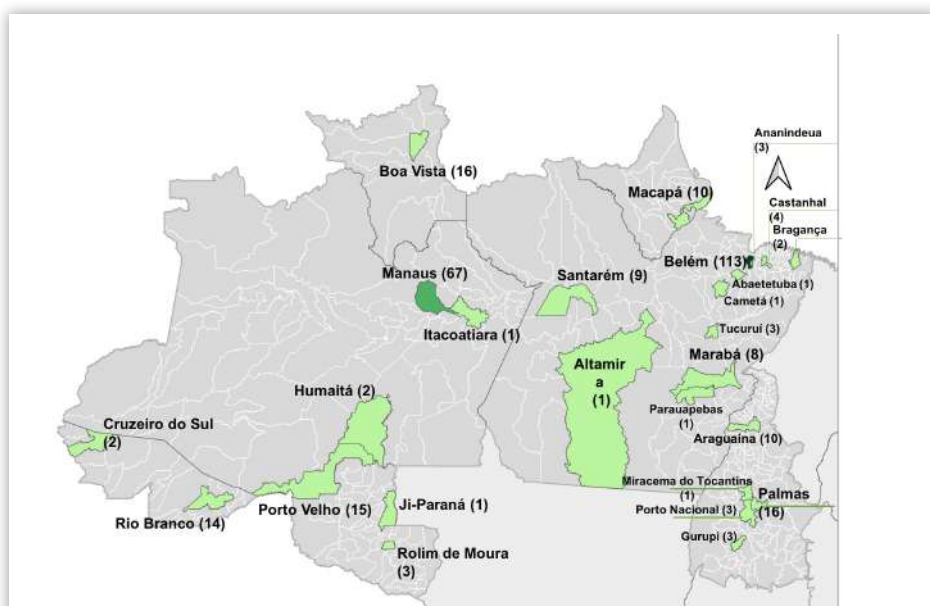 Ananindeua
(3)
Boa Vista (16)
Macapá (10)
Castanhal
(4)
Bragança
(2)
Belém (113)
Manaus (67)
Santarém (9)
Abaetetuba (1)
Cametá (1)
Itacoatiara (1)
Tucuruí (3)
Marabá (8)
Altamir
a
(1)
Humaitá (2)
Parauapebas
(1)
Cruzeiro do Sul
(2)
Araguaína (10)
Miracema do Tocantins
(1)
Palmas
(16)
Porto Nacional (3)
Rio Branco (14)
Porto Velho (15)
Ji-Paraná (1)
Gurupi (3)
Rolim de Moura
(3)